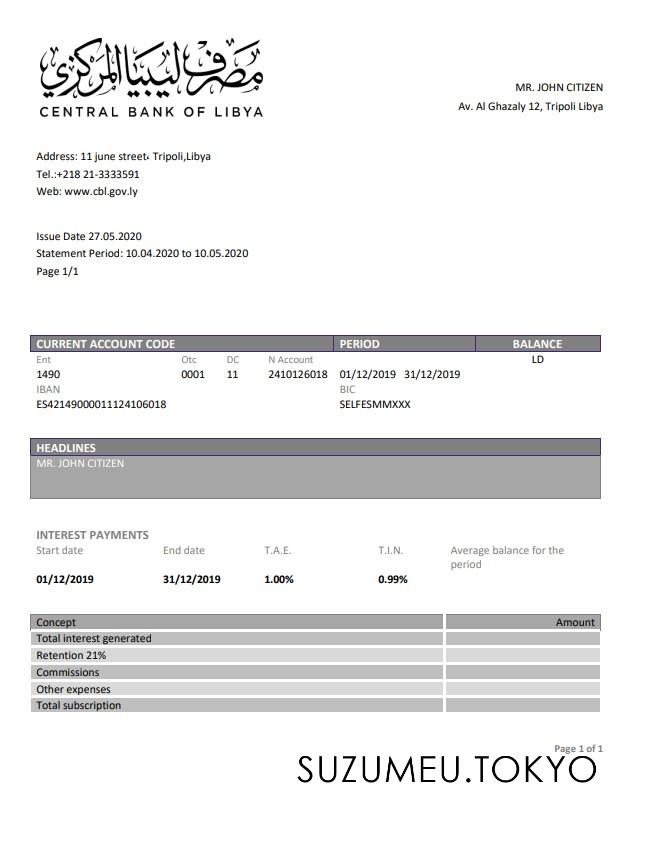 مصرف ليبيا المركزي
CENTRAL BANK OF LIBYA
MR. JOHN CITIZEN
Av. Al Ghazaly 12, Tripoli Libya
Address: 11 june street، Tripoli,Libya
Tel.:+218 21-3333591
Web: www.cbl.gov.ly
Issue Date 27.05.2020
Statement Period: 10.04.2020 to 10.05.2020
Page 1/1
CURRENT ACCOUNT CODE PERIOD BALANCE
Ent Otc DC N Account LD
1490 0001 11 2410126018 01/12/2019 31/12/2019
IBAN BIC
ES42149000011124106018 SELFESMMXXX
HEADLINES
MR. JOHN CITIZEN
INTEREST PAYMENTS
Start date End date T.A.E. T.I.N. Average balance for the
period
01/12/2019 31/12/2019 1.00% 0.99%
Concept Amount
Total interest generated
Retention 21%
Commissions
Other expenses
Total subscription
Page 1 of 1
SUZUMEU.TOKYO